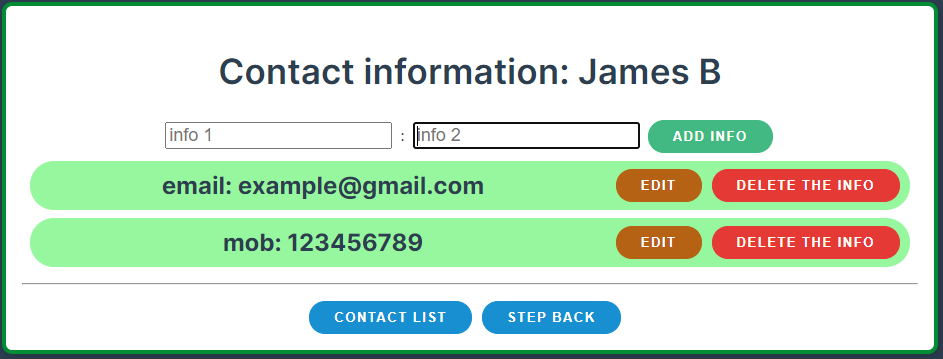 Contact information: James B
info 1 : info 2 ADD INFO
email: example@gmail.com EDIT DELETE THE INFO
mob: 123456789 EDIT DELETE THE INFO
CONTACT LIST STEP BACK